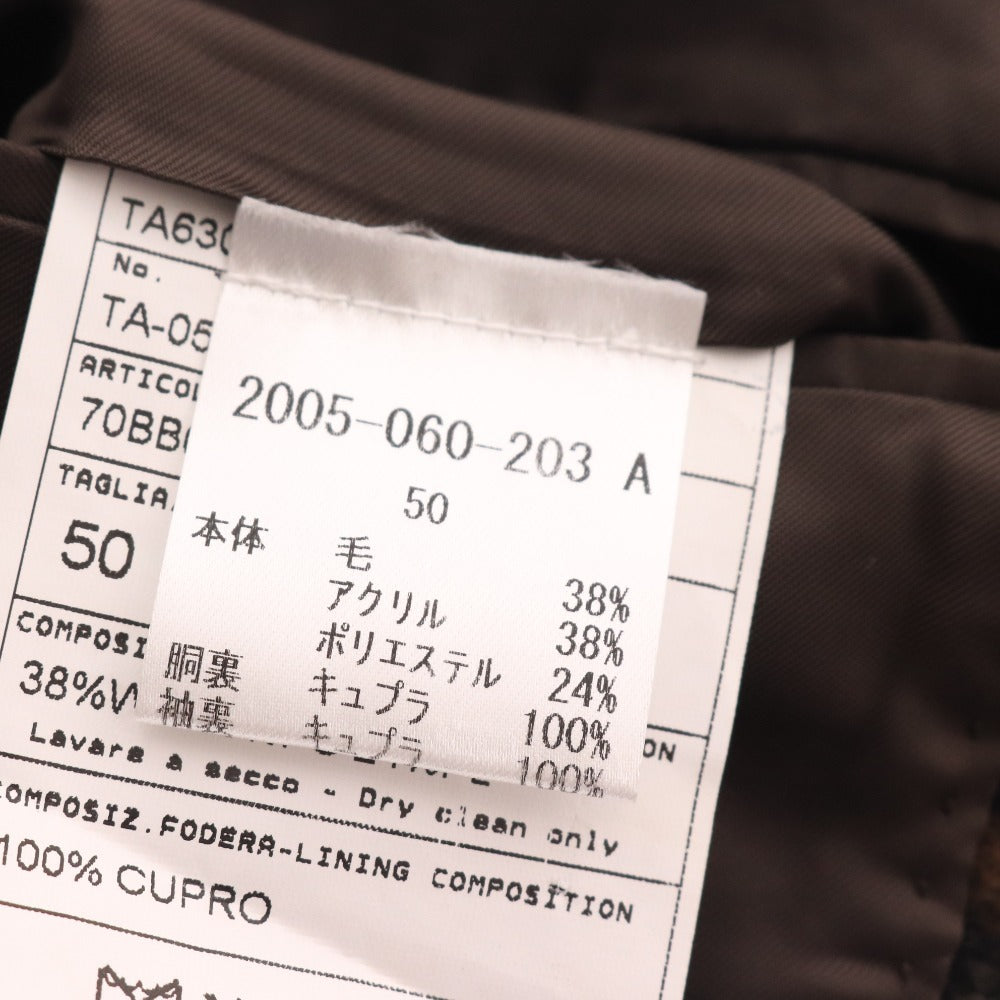 TA630
No.
TA-05
ARTICOL
70BB
TAGLIA.
50
COMPOSI
38%W
ON
Lavare a secco - Dry clean only
COMPOSIZ.FODERA-LINING COMPOSITION
100% CUPRO
2005-060-203 A
50
本体 毛 38%
アクリル 38%
ポリエステル 24%
胴裏 キュプラ 100%
袖裏 キュプラ 100%